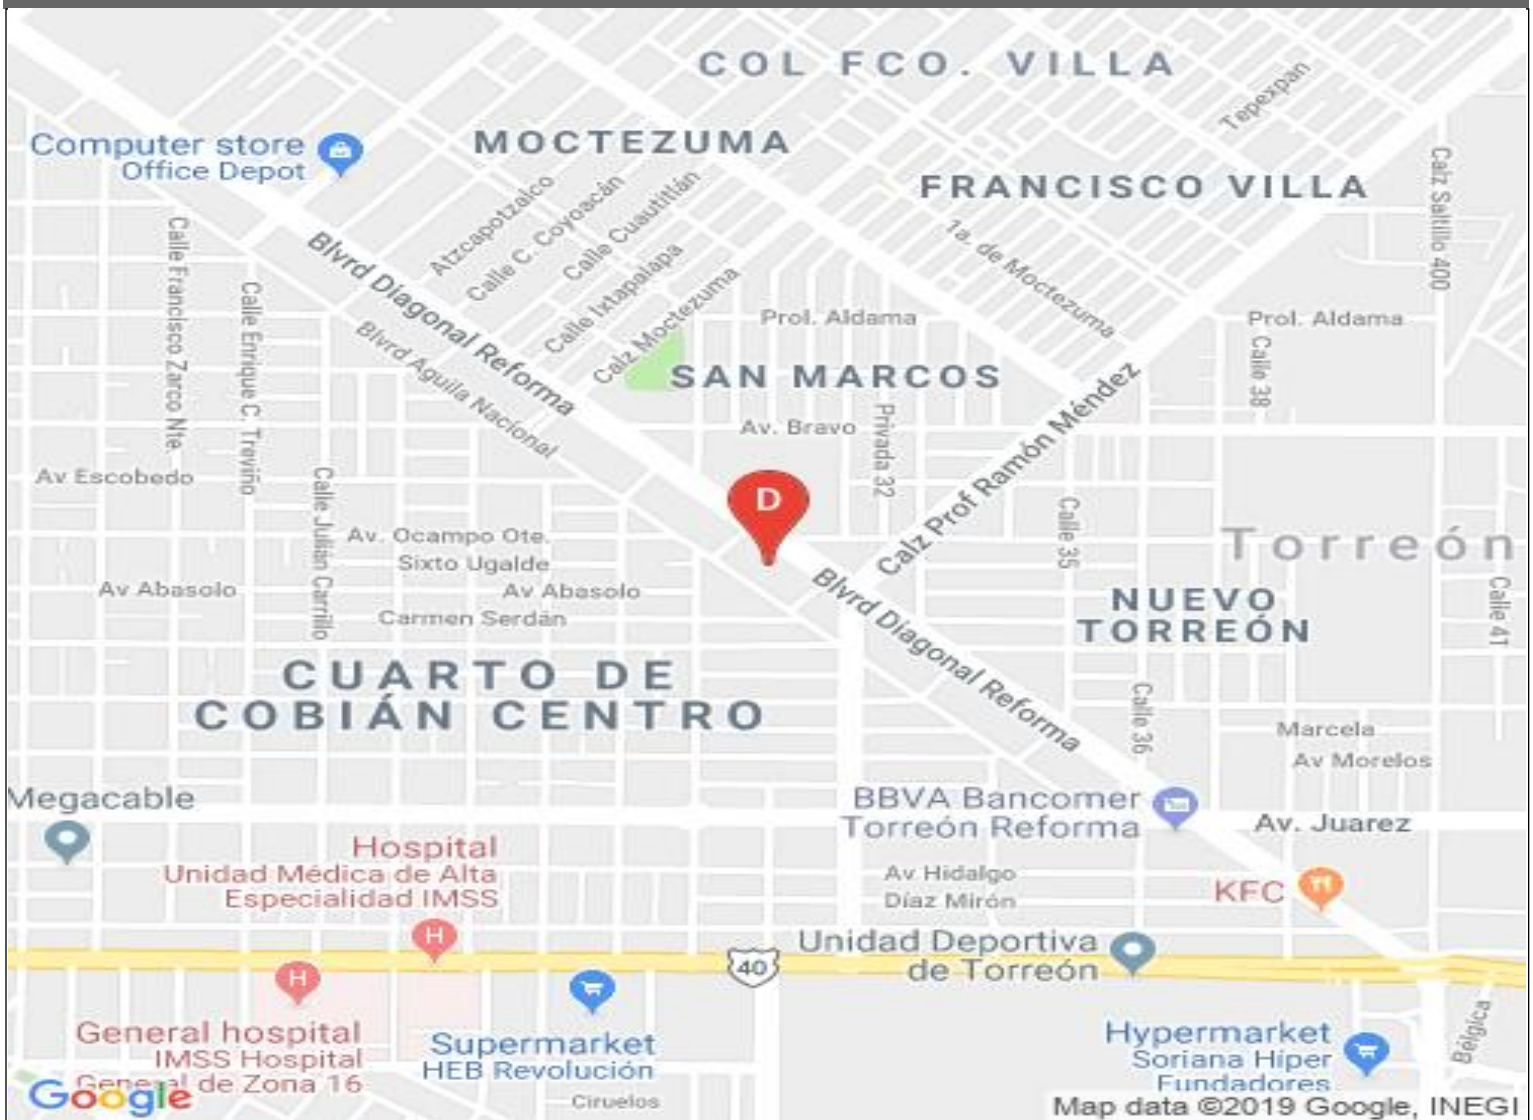 COL FCO. VILLA
Tepexpan
MOCTEZUMA
Computer store
Office Depot
FRANCISCO VILLA
Calz Saltillo 400
Atzcapotzalco
Calle C. Coyoacán
Calle Cuautitlán
Calle Ixtapalapa
Calz Moctezuma
1a. de Moctezuma
Calle Francisco Zarco Nte.
Calle Enrique C. Treviño
Blvrd Diagonal Reforma
Blvrd Aguila Nacional
Prol. Aldama
Prol. Aldama
Calle 38
SAN MARCOS
Av. Bravo
Privada 32
Calz Prof Ramón Méndez
Av Escobedo
Calle Julián Carrillo
D
Calle 35
Torreón
Av. Ocampo Ote.
Sixto Ugalde
Av Abasolo
Av Abasolo
Carmen Serdán
Blvrd Diagonal Reforma
NUEVO
TORREÓN
Calle 41
CUARTO DE
COBIÁN CENTRO
Calle 36
Marcela
Av Morelos
Megacable
BBVA Bancomer
Torreón Reforma
Av. Juarez
Hospital
Unidad Médica de Alta
Especialidad IMSS
Av Hidalgo
Díaz Mirón
KFC
H
Unidad Deportiva
de Torreón
40
H
General hospital
IMSS Hospital
General de Zona 16
Supermarket
HEB Revolución
Hypermarket
Soriana Híper
Fundadores
Bélgica
Google
Ciruelos
Map data ©2019 Google, INEGI